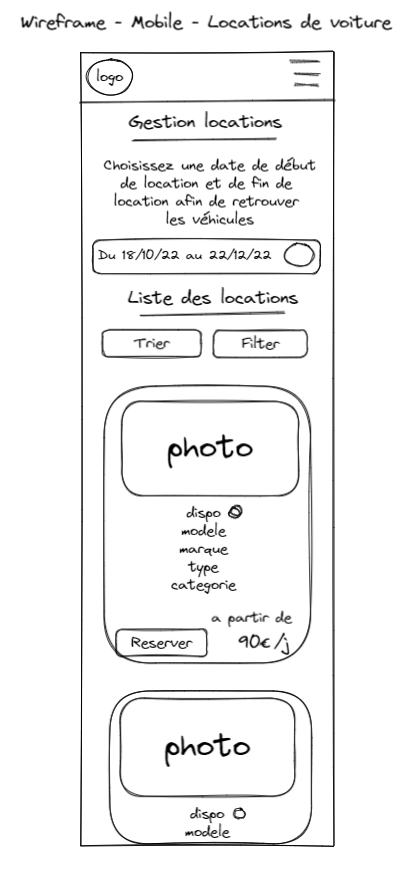 Wireframe - Mobile - Locations de voiture
logo
Gestion locations
Choisissez une date de début
de location et de fin de
location afin de retrouver
les véhicules
Du 18/10/22 au 22/12/22
Liste des locations
Trier
Filter
photo
dispo
modele
marque
type
categorie
a partir de
Reserver
90€/j
photo
dispo
modele